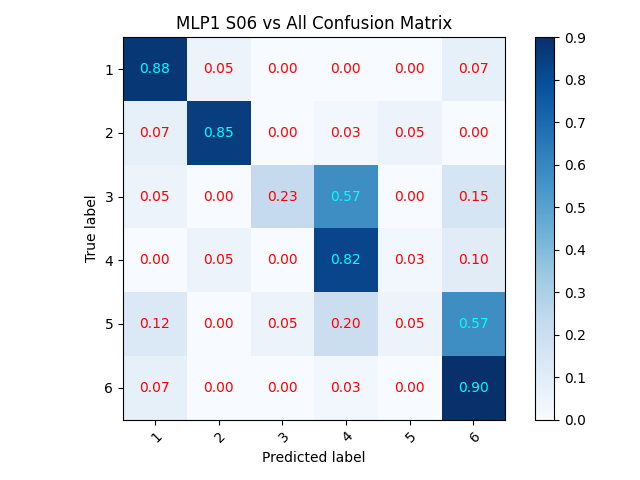 MLP1 S06 vs All Confusion Matrix
True label
1 0.88 0.05 0.00 0.00 0.00 0.07
2 0.07 0.85 0.00 0.03 0.05 0.00
3 0.05 0.00 0.23 0.57 0.00 0.15
4 0.00 0.05 0.00 0.82 0.03 0.10
5 0.12 0.00 0.05 0.20 0.05 0.57
6 0.07 0.00 0.00 0.03 0.00 0.90
1 2 3 4 5 6
Predicted label
0.9
0.8
0.7
0.6
0.5
0.4
0.3
0.2
0.1
0.0